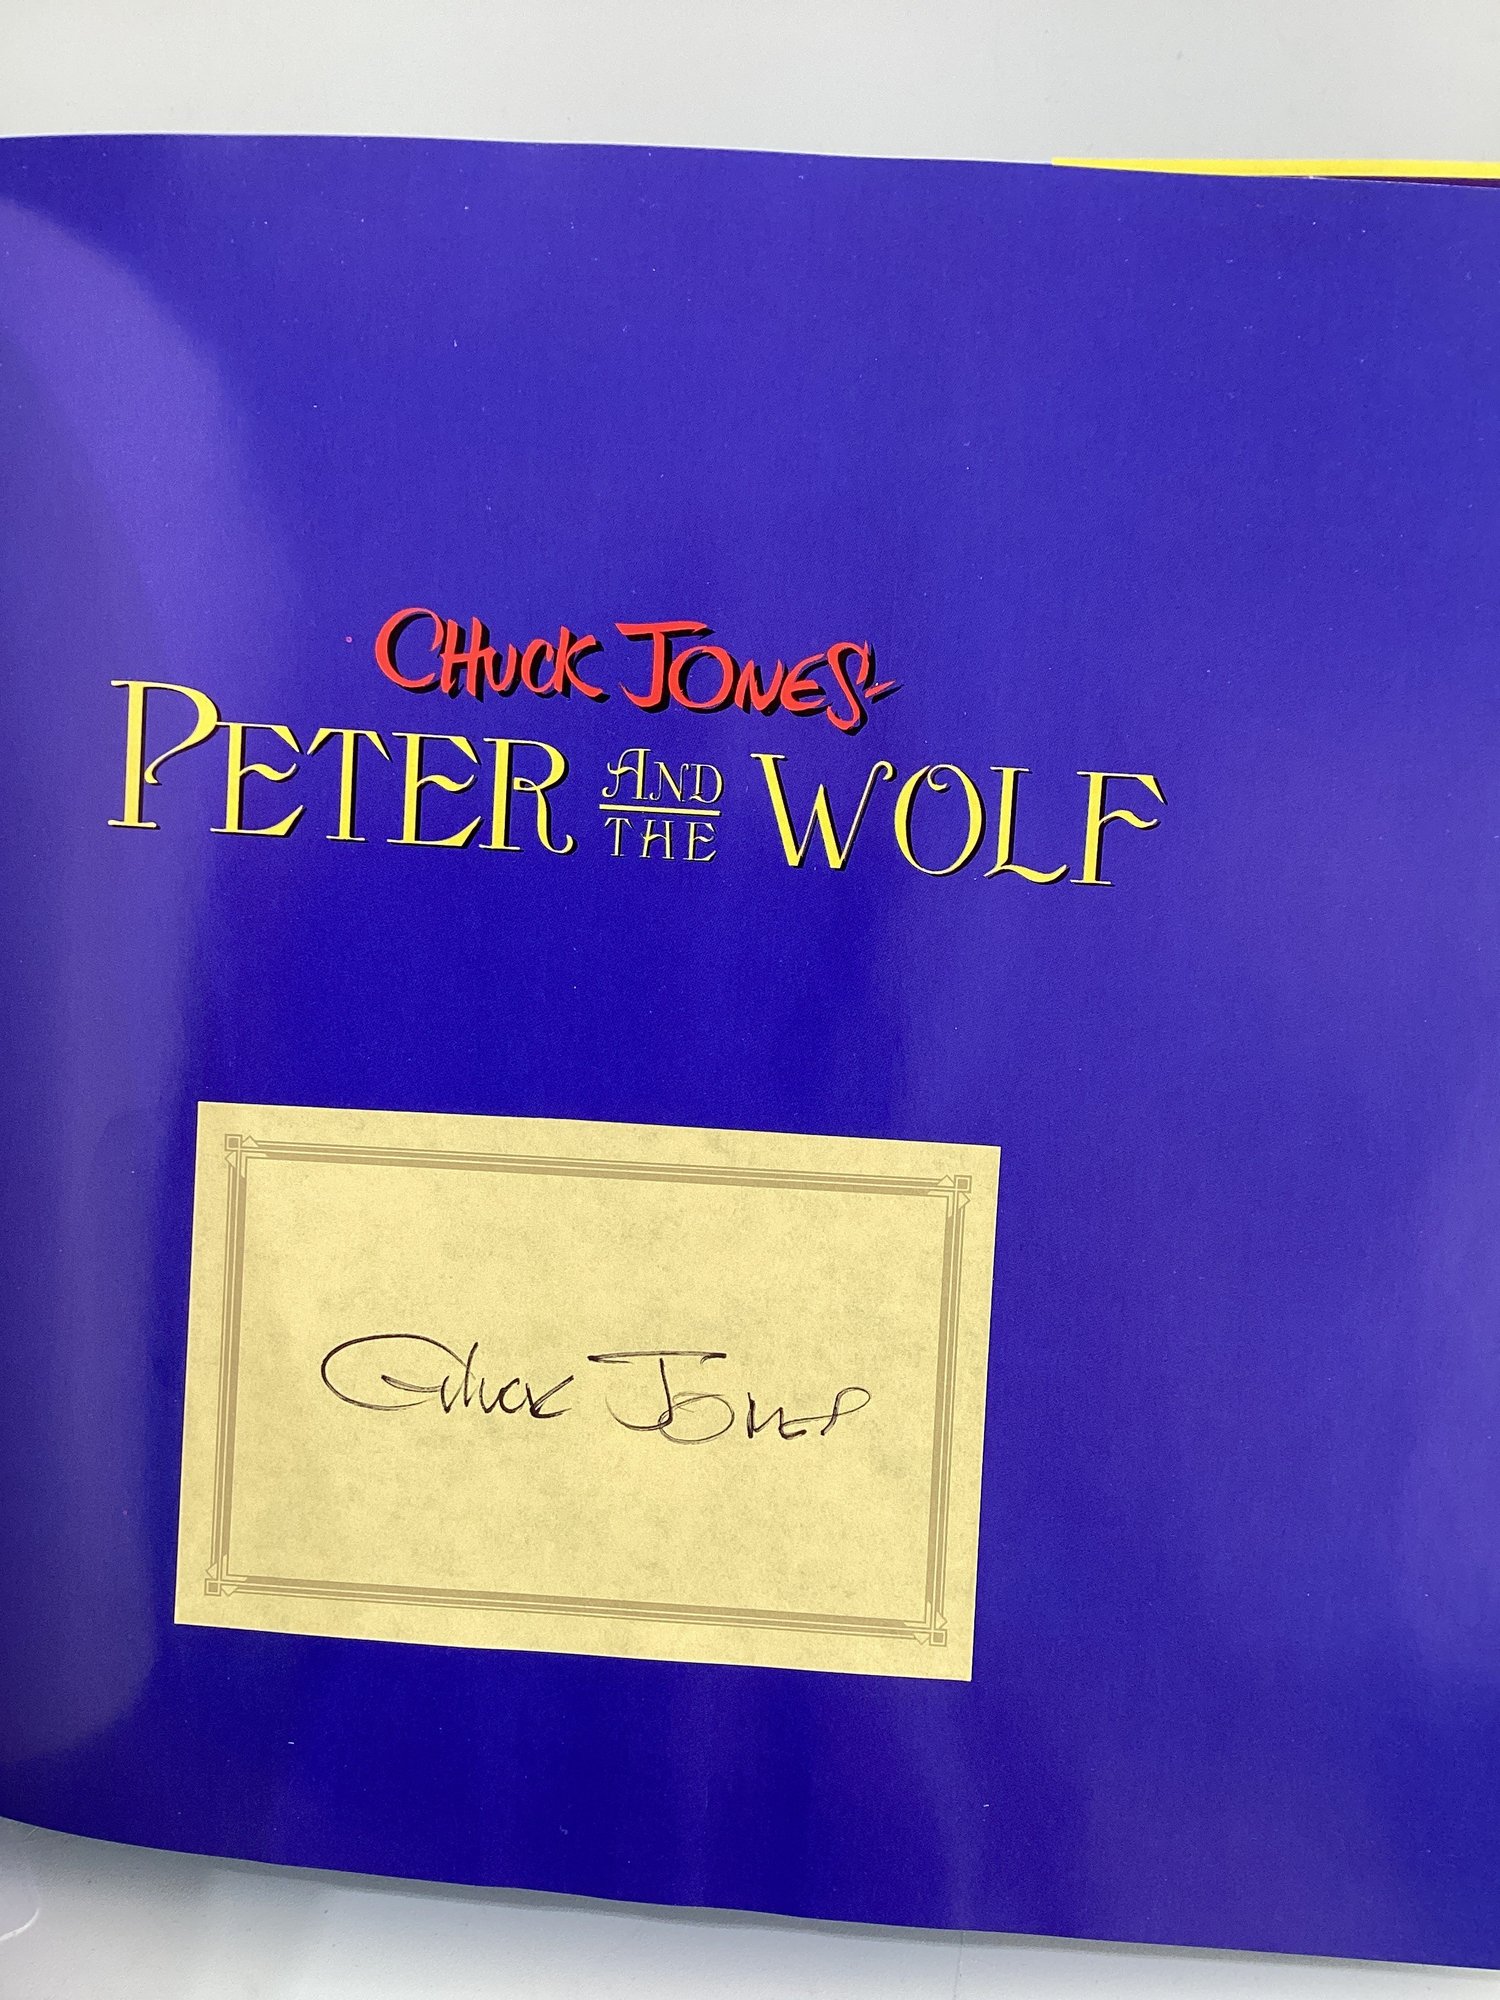 CHUCK JONES'
PETER AND THE WOLF
Chuck Jones